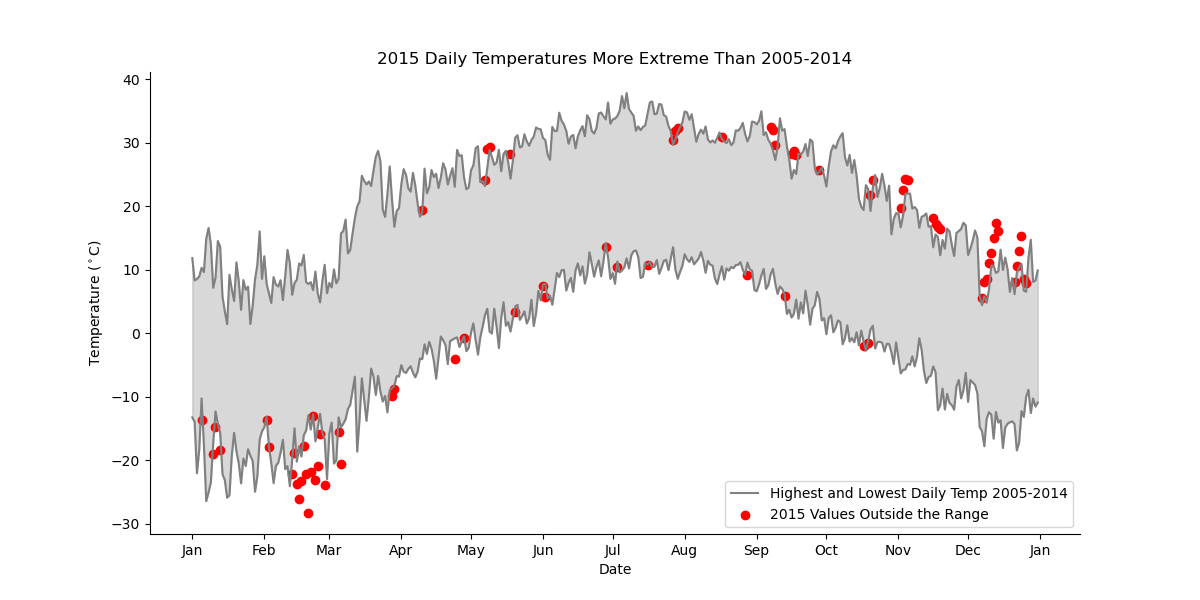 2015 Daily Temperatures More Extreme Than 2005-2014
40
30
20
10
0
−10
−20
−30
Temperature (°C)
Jan Feb Mar Apr May Jun Jul Aug Sep Oct Nov Dec Jan
Date
Highest and Lowest Daily Temp 2005-2014
2015 Values Outside the Range